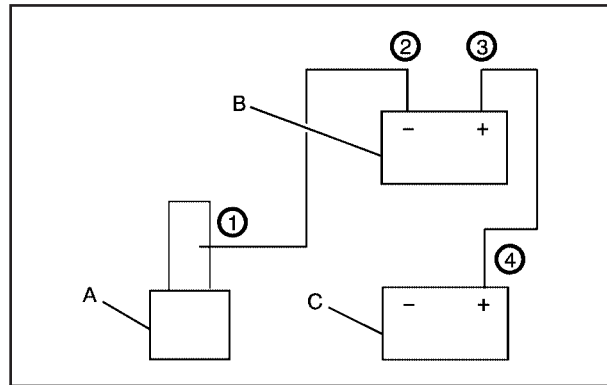 ② ③
B
− +
①
④
A
C
− +